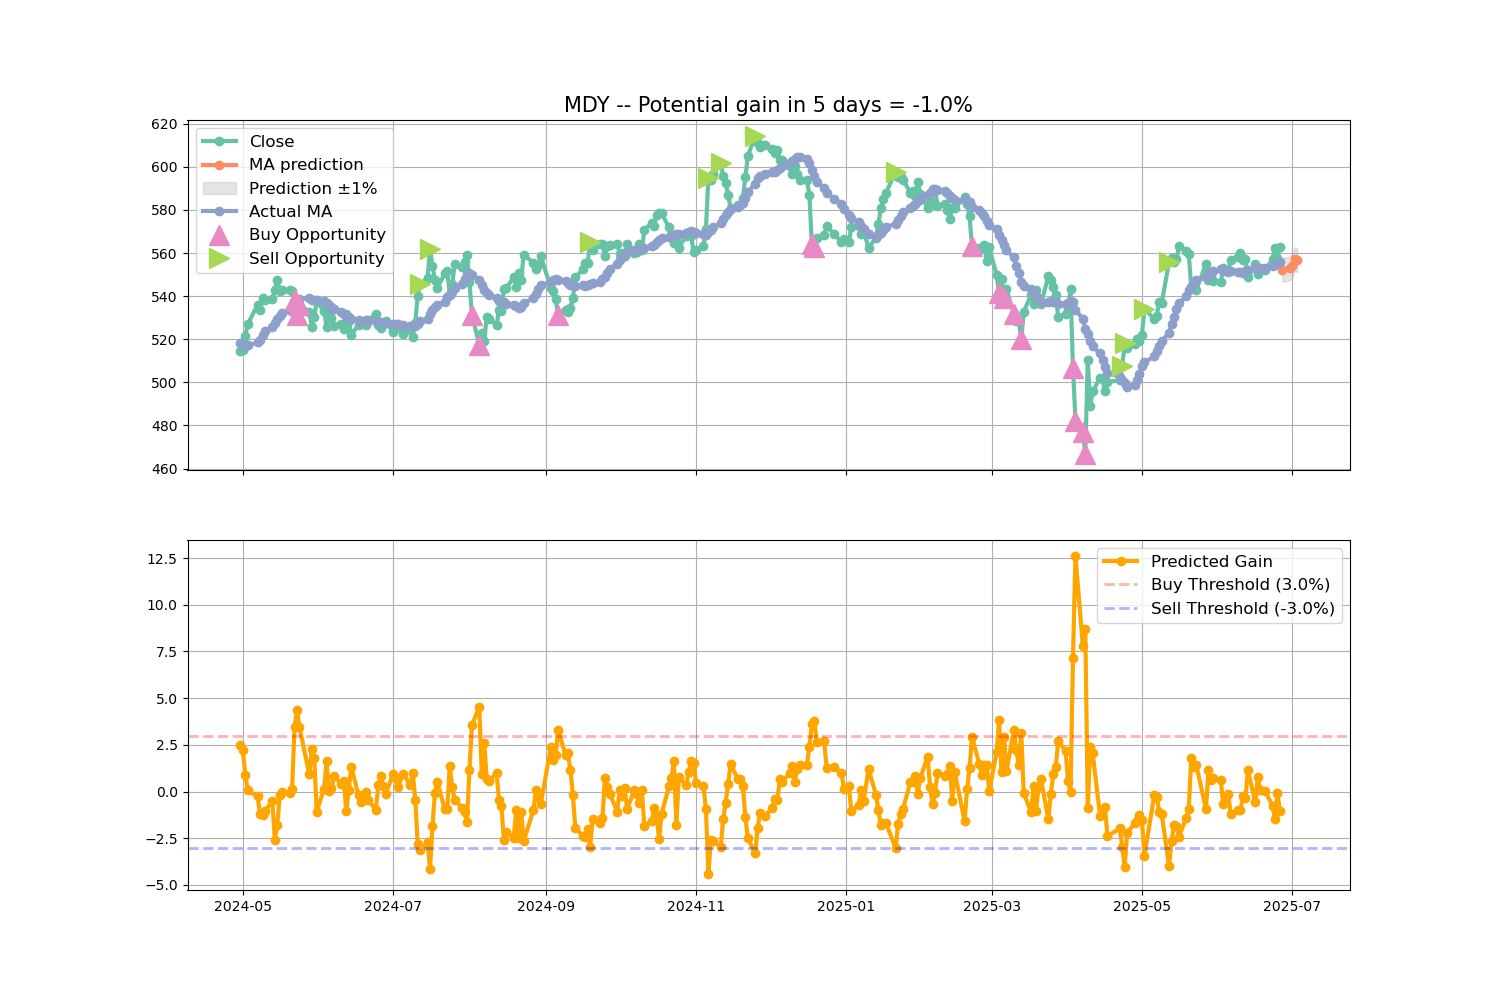 MDY -- Potential gain in 5 days = -1.0%
620
600
580
560
540
520
500
480
460
Close
MA prediction
Prediction ±1%
Actual MA
Buy Opportunity
Sell Opportunity
12.5
10.0
7.5
5.0
2.5
0.0
−2.5
−5.0
Predicted Gain
Buy Threshold (3.0%)
Sell Threshold (-3.0%)
2024-05
2024-07
2024-09
2024-11
2025-01
2025-03
2025-05
2025-07